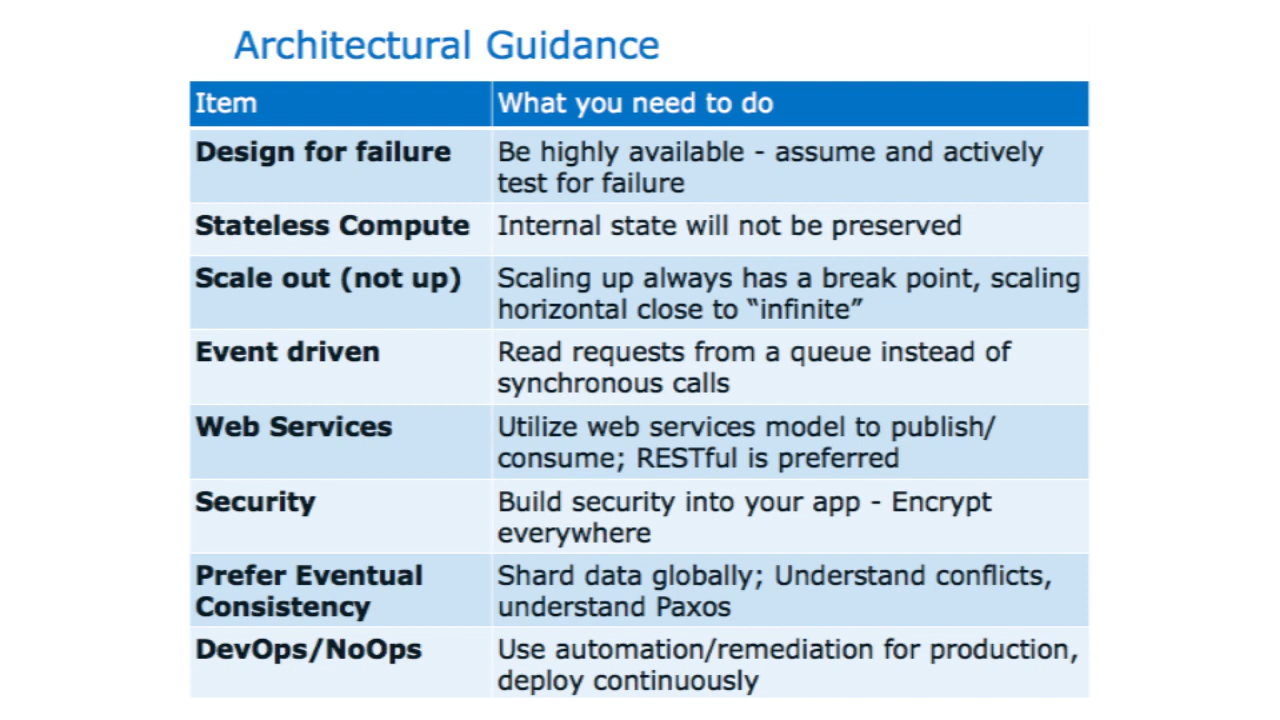 Architectural Guidance
Item What you need to do
Design for failure Be highly available - assume and actively
test for failure
Stateless Compute Internal state will not be preserved
Scale out (not up) Scaling up always has a break point, scaling
horizontal close to “infinite”
Event driven Read requests from a queue instead of
synchronous calls
Web Services Utilize web services model to publish/
consume; RESTful is preferred
Security Build security into your app - Encrypt
everywhere
Prefer Eventual Shard data globally; Understand conflicts,
Consistency understand Paxos
DevOps/NoOps Use automation/remediation for production,
deploy continuously